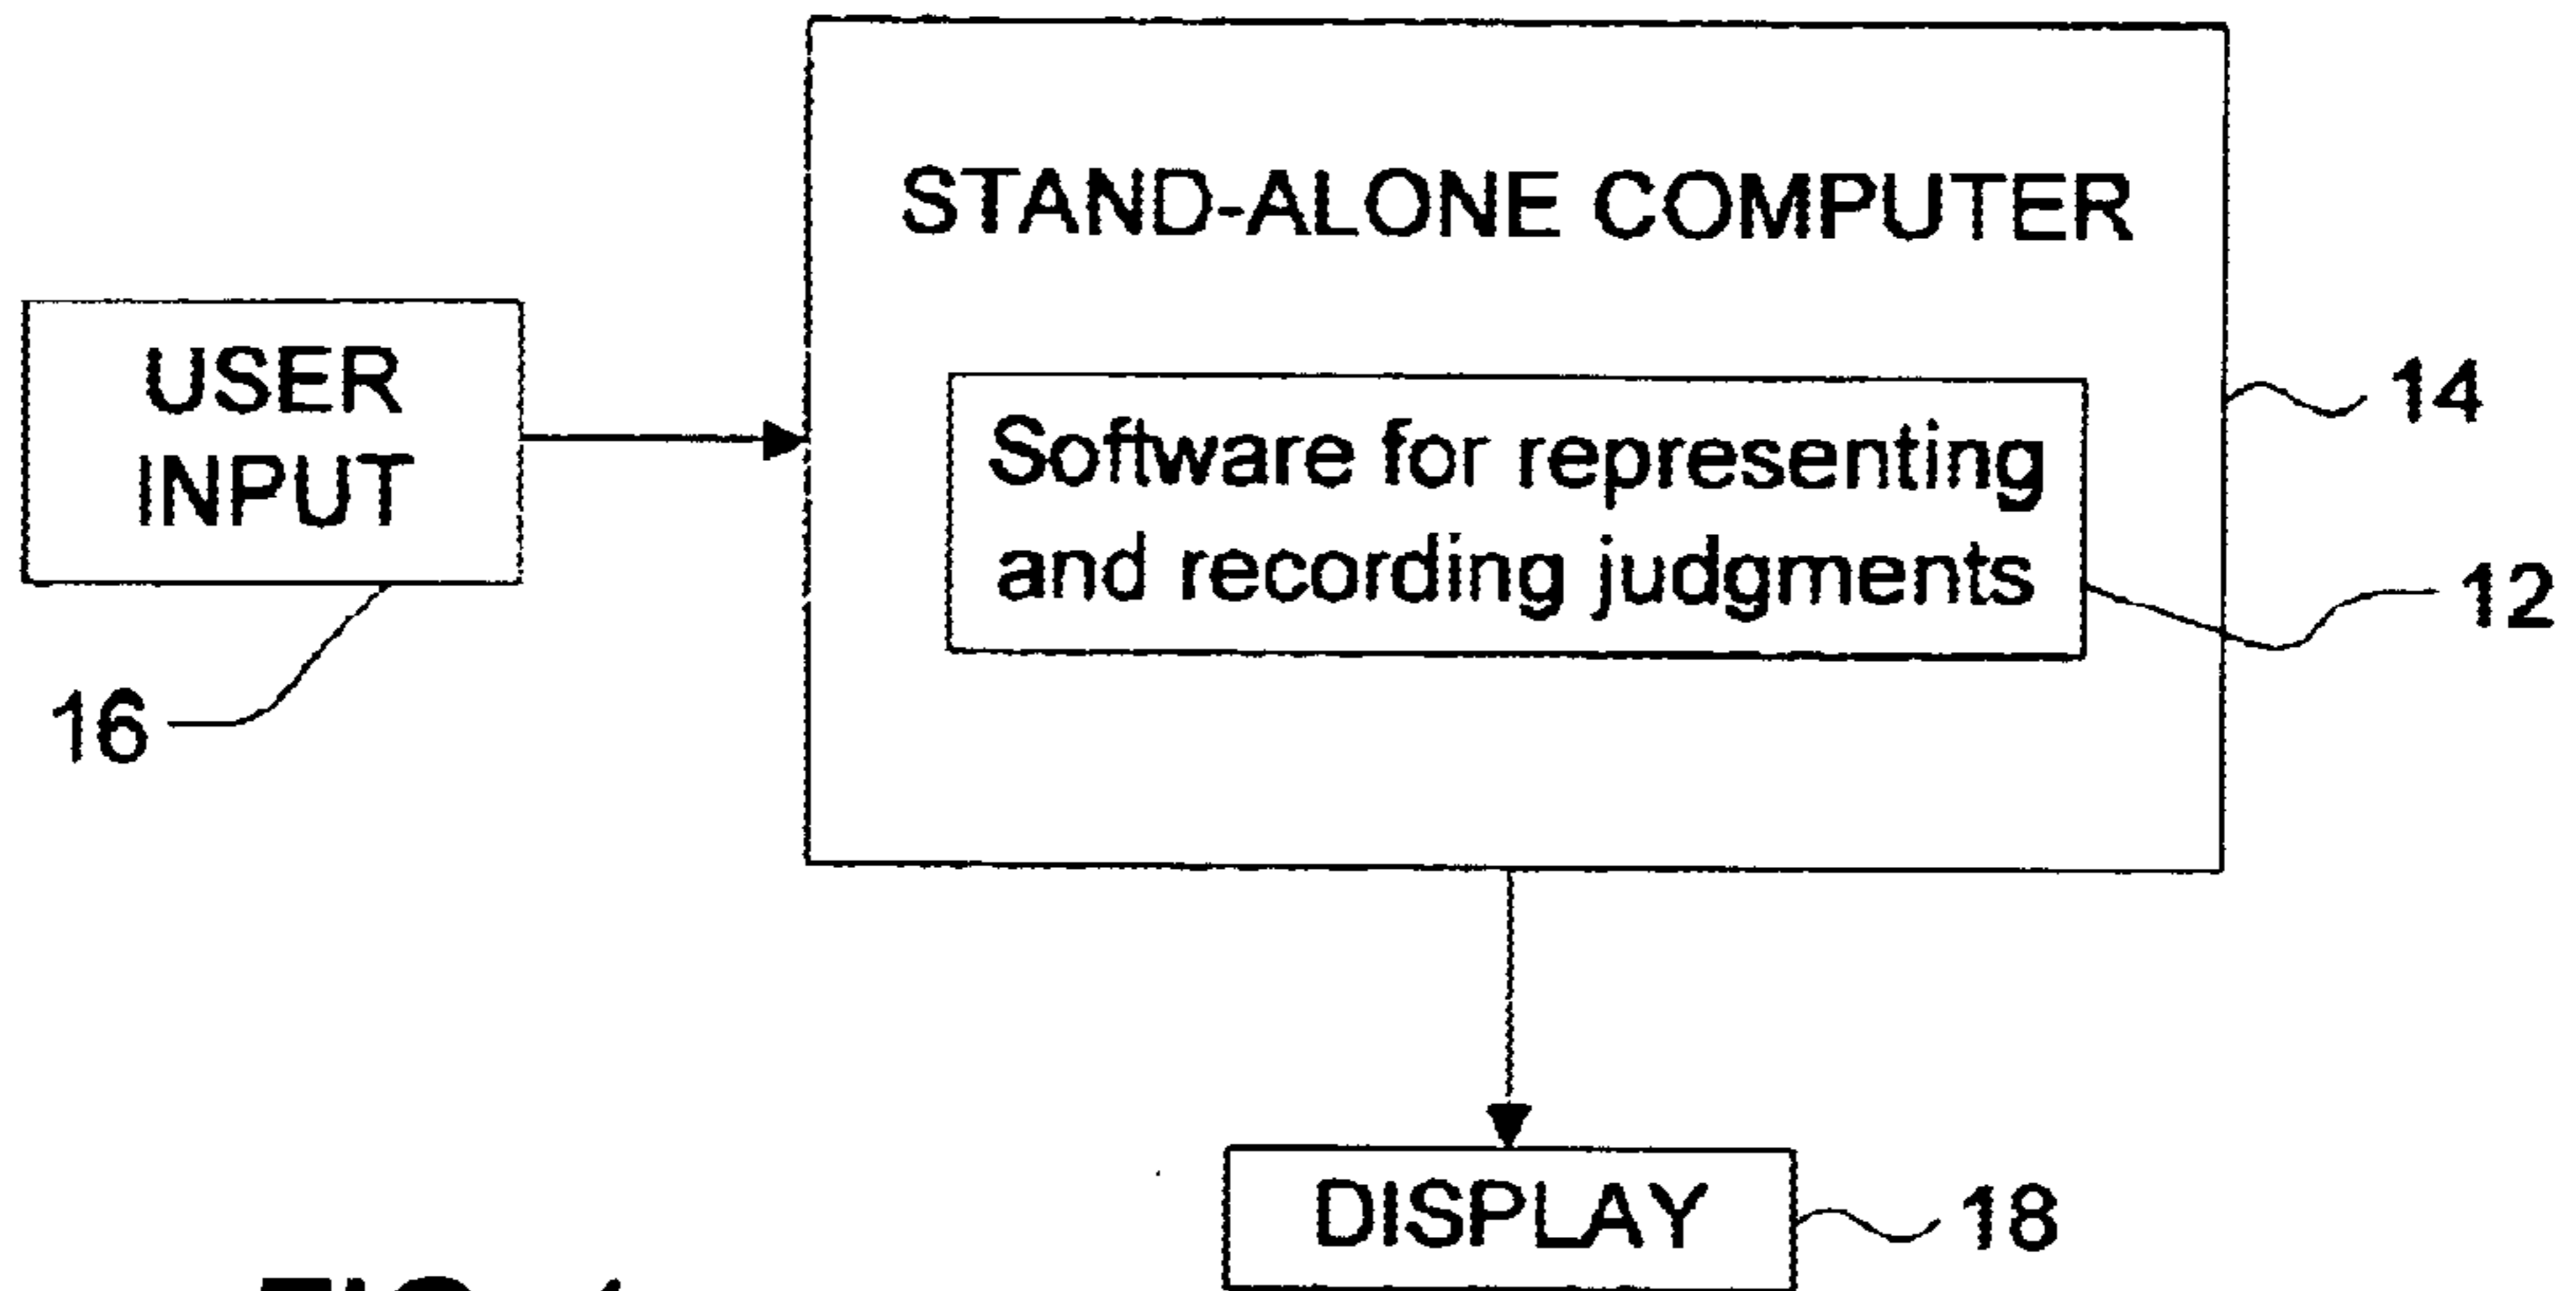 STAND-ALONE COMPUTER
USER
INPUT
Software for representing
and recording judgments
14
12
16
DISPLAY
18